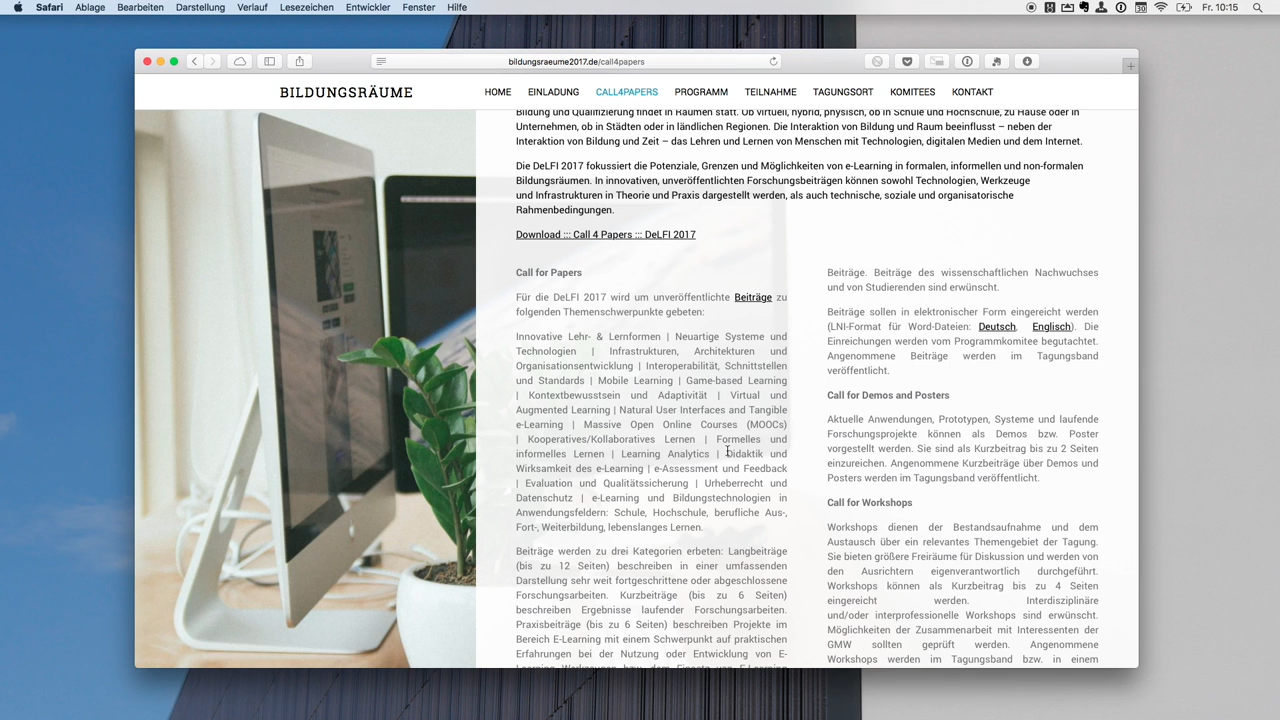 Safari Ablage Bearbeiten Darstellung Verlauf Lesezeichen Entwickler Fenster Hilfe
30 Fr. 10:15
bildungsraeume2017.de/call4papers
BILDUNGSRÄUME HOME EINLADUNG CALL4PAPERS PROGRAMM TEILNAHME TAGUNGSORT KOMITEES KONTAKT
Bildung und Qualifizierung findet in Räumen statt. Ob virtuell, hybrid, physisch, ob in Schule und Hochschule, zu Hause oder in
Unternehmen, ob in Städten oder in ländlichen Regionen. Die Interaktion von Bildung und Raum beeinflusst – neben der
Interaktion von Bildung und Zeit – das Lehren und Lernen von Menschen mit Technologien, digitalen Medien und dem Internet.
Die DeLFI 2017 fokussiert die Potenziale, Grenzen und Möglichkeiten von e-Learning in formalen, informellen und non-formalen
Bildungsräumen. In innovativen, unveröffentlichten Forschungsbeiträgen können sowohl Technologien, Werkzeuge
und Infrastrukturen in Theorie und Praxis dargestellt werden, als auch technische, soziale und organisatorische
Rahmenbedingungen.
Download ::: Call 4 Papers ::: DeLFI 2017
Call for Papers
Für die DeLFI 2017 wird um unveröffentlichte Beiträge zu
folgenden Themenschwerpunkte gebeten:
Innovative Lehr- & Lernformen | Neuartige Systeme und
Technologien | Infrastrukturen, Architekturen und
Organisationsentwicklung | Interoperabilität, Schnittstellen
und Standards | Mobile Learning | Game-based Learning
| Kontextbewusstsein und Adaptivität | Virtual und
Augmented Learning | Natural User Interfaces and Tangible
e-Learning | Massive Open Online Courses (MOOCs)
| Kooperatives/Kollaboratives Lernen | Formelles und
informelles Lernen | Learning Analytics | Didaktik und
Wirksamkeit des e-Learning | e-Assessment und Feedback
| Evaluation und Qualitätssicherung | Urheberrecht und
Datenschutz | e-Learning und Bildungstechnologien in
Anwendungsfeldern: Schule, Hochschule, berufliche Aus-,
Fort-, Weiterbildung, lebenslanges Lernen.
Beiträge werden zu drei Kategorien erbeten: Langbeiträge
(bis zu 12 Seiten) beschreiben in einer umfassenden
Darstellung sehr weit fortgeschrittene oder abgeschlossene
Forschungsarbeiten. Kurzbeiträge (bis zu 6 Seiten)
beschreiben Ergebnisse laufender Forschungsarbeiten.
Praxisbeiträge (bis zu 6 Seiten) beschreiben Projekte im
Bereich E-Learning mit einem Schwerpunkt auf praktischen
Erfahrungen bei der Nutzung oder Entwicklung von E-
Learning Werkzeugen bzw. dem Einsatz von E-Learning
Beiträge. Beiträge des wissenschaftlichen Nachwuchses
und von Studierenden sind erwünscht.
Beiträge sollen in elektronischer Form eingereicht werden
(LNI-Format für Word-Dateien: Deutsch, Englisch). Die
Einreichungen werden vom Programmkomitee begutachtet.
Angenommene Beiträge werden im Tagungsband
veröffentlicht.
Call for Demos and Posters
Aktuelle Anwendungen, Prototypen, Systeme und laufende
Forschungsprojekte können als Demos bzw. Poster
vorgestellt werden. Sie sind als Kurzbeitrag bis zu 2 Seiten
einzureichen. Angenommene Kurzbeiträge über Demos und
Posters werden im Tagungsband veröffentlicht.
Call for Workshops
Workshops dienen der Bestandsaufnahme und dem
Austausch über ein relevantes Themengebiet der Tagung.
Sie bieten größere Freiräume für Diskussion und werden von
den Ausrichtern eigenverantwortlich durchgeführt.
Workshops können als Kurzbeitrag bis zu 4 Seiten
eingereicht werden. Interdisziplinäre
und/oder interprofessionelle Workshops sind erwünscht.
Möglichkeiten der Zusammenarbeit mit Interessenten der
GMW sollten geprüft werden. Angenommene
Workshops werden im Tagungsband bzw. in einem